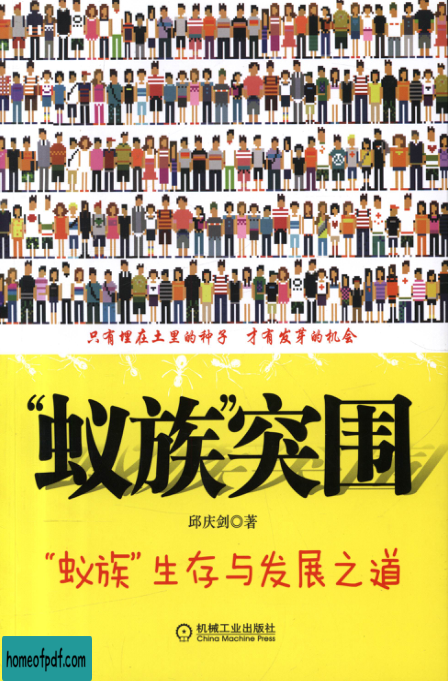 只有埋在土里的种子 才有发芽的机会
“蚁族”突围
邱庆剑◎著
“蚁族”生存与发展之道
机械工业出版社
China Machine Press
homeofpdf.com